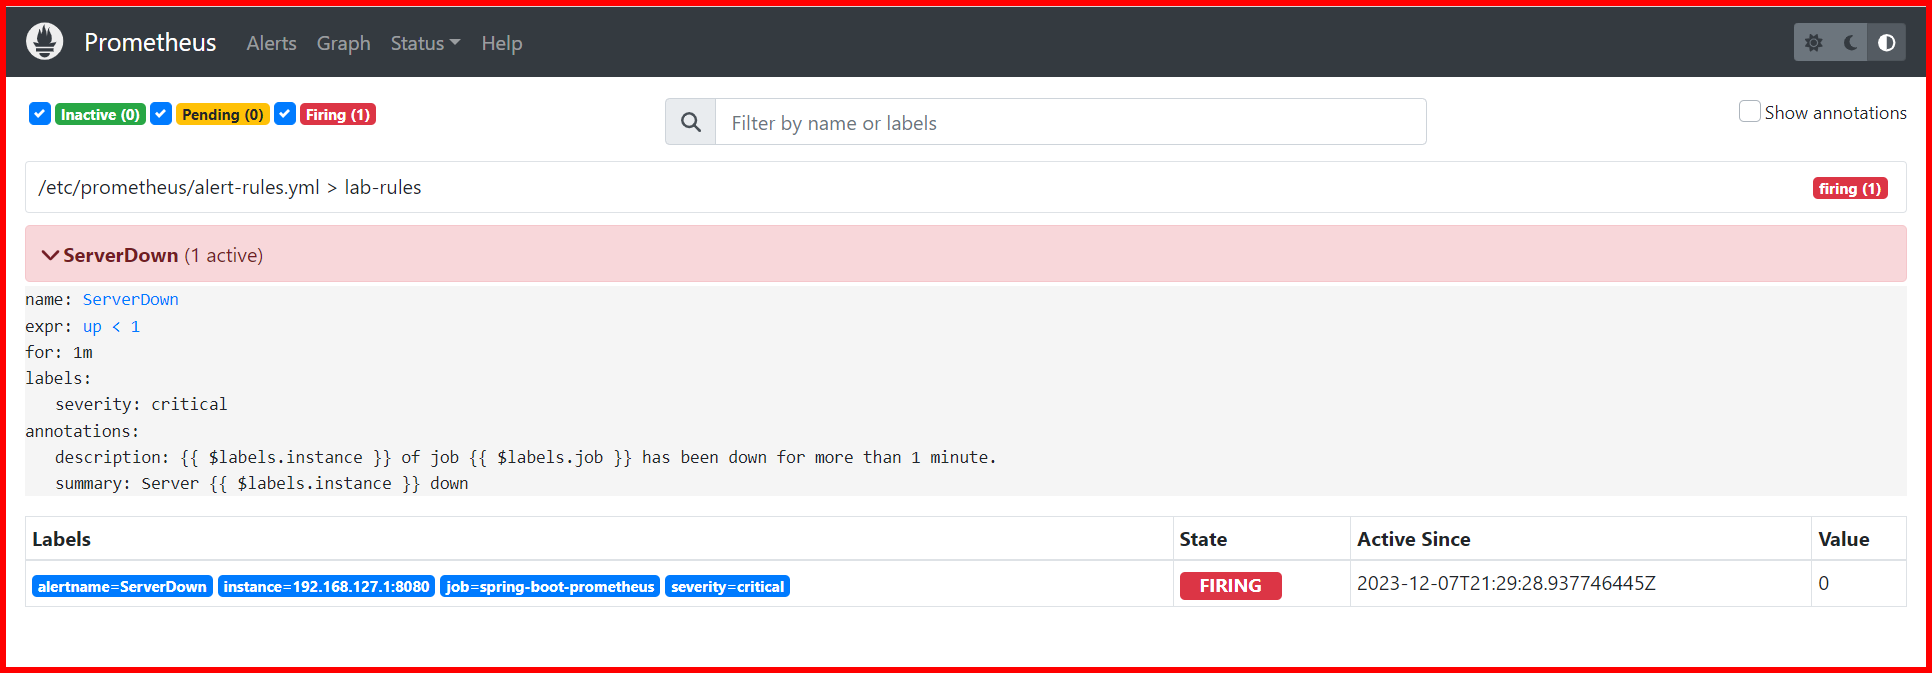 Prometheus Alerts Graph Status Help
Inactive (0) Pending (0) Firing (1) Filter by name or labels Show annotations
/etc/prometheus/alert-rules.yml > lab-rules firing (1)
ServerDown (1 active)
name: ServerDown
expr: up < 1
for: 1m
labels:
severity: critical
annotations:
description: {{ $labels.instance }} of job {{ $labels.job }} has been down for more than 1 minute.
summary: Server {{ $labels.instance }} down
Labels State Active Since Value
alertname=ServerDown instance=192.168.127.1:8080 job=spring-boot-prometheus severity=critical FIRING 2023-12-07T21:29:28.937746445Z 0